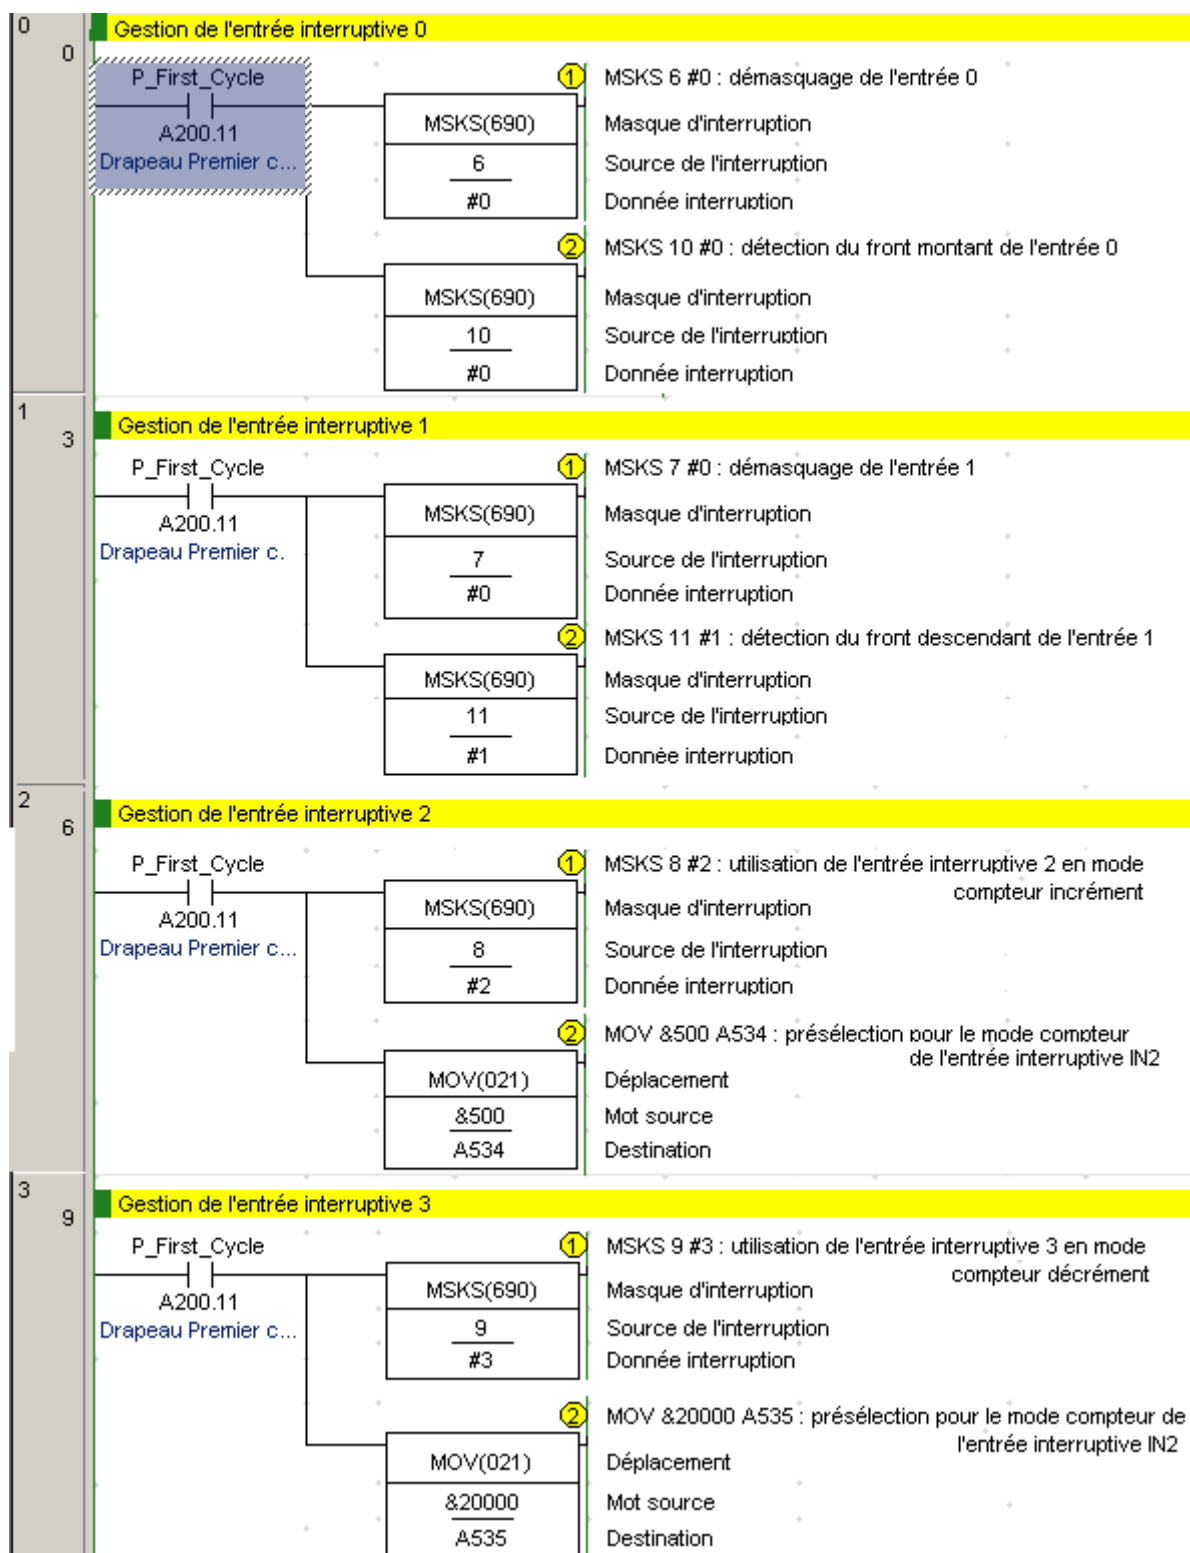 0
Gestion de l'entrée interruptive 0
0
P_First_Cycle
1 MSKS 6 #0 : démasquage de l'entrée 0
MSKS(690) Masque d'interruption
A200.11
Drapeau Premier c...
6 Source de l'interruption
#0 Donnée interruption
2 MSKS 10 #0 : détection du front montant de l'entrée 0
MSKS(690) Masque d'interruption
10 Source de l'interruption
#0 Donnée interruption
1
Gestion de l'entrée interruptive 1
3
P_First_Cycle
1 MSKS 7 #0 : démasquage de l'entrée 1
MSKS(690) Masque d'interruption
A200.11
Drapeau Premier c.
7 Source de l'interruption
#0 Donnée interruption
2 MSKS 11 #1 : détection du front descendant de l'entrée 1
MSKS(690) Masque d'interruption
11 Source de l'interruption
#1 Donnée interruption
2
Gestion de l'entrée interruptive 2
6
P_First_Cycle
1 MSKS 8 #2 : utilisation de l'entrée interruptive 2 en mode
compteur incrément
MSKS(690) Masque d'interruption
A200.11
Drapeau Premier c...
8 Source de l'interruption
#2 Donnée interruption
2 MOV &500 A534 : présélection pour le mode compteur
de l'entrée interruptive IN2
MOV(021) Déplacement
&500 Mot source
A534 Destination
3
Gestion de l'entrée interruptive 3
9
P_First_Cycle
1 MSKS 9 #3 : utilisation de l'entrée interruptive 3 en mode
compteur décrément
MSKS(690) Masque d'interruption
A200.11
Drapeau Premier c...
9 Source de l'interruption
#3 Donnée interruption
2 MOV &20000 A535 : présélection pour le mode compteur de
l'entrée interruptive IN2
MOV(021) Déplacement
&20000 Mot source
A535 Destination